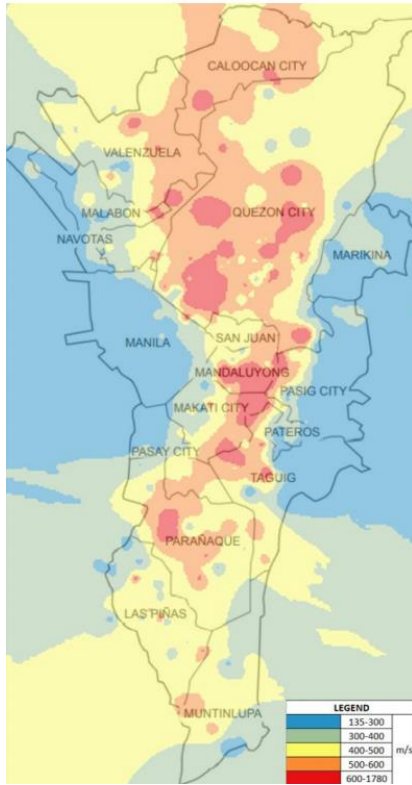 CALOOCAN CITY
VALENZUELA
MALABON
QUEZON CITY
NAVOTAS
MARIKINA
MANILA
SAN JUAN
MANDALUYONG
PASIG CITY
MAKATI CITY
PATEROS
PASAY CITY
TAGUIG
PARAÑAQUE
LAS PIÑAS
MUNTINLUPA
LEGEND
135-300
300-400
400-500 m/s
500-600
600-1780